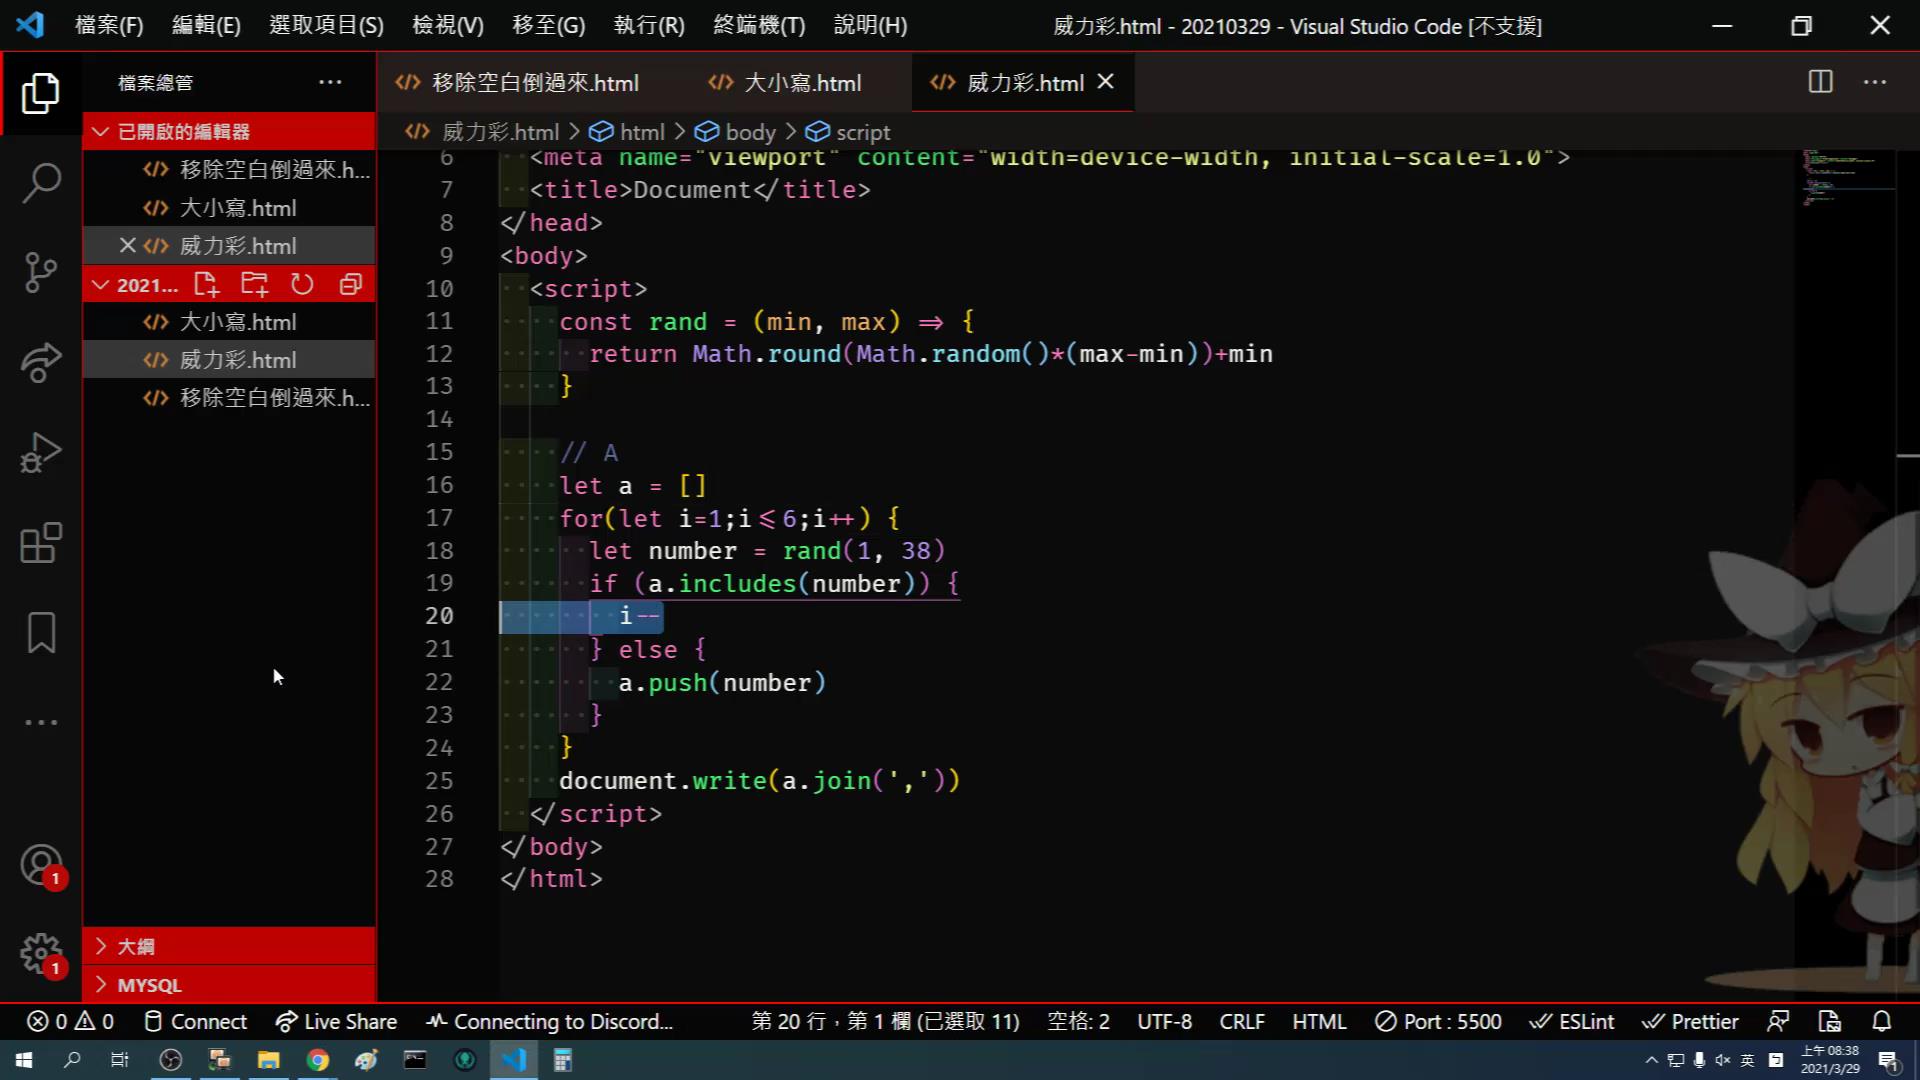 檔案(F) 編輯(E) 選取項目(S) 檢視(V) 移至(G) 執行(R) 終端機(T) 說明(H) 威力彩.html - 20210329 - Visual Studio Code [不支援]
檔案總管
移除空白倒過來.html 大小寫.html 威力彩.html
已開啟的編輯器
威力彩.html > html > body > script
移除空白倒過來.h...
大小寫.html
威力彩.html
2021...
大小寫.html
威力彩.html
移除空白倒過來.h...
6 <meta name="viewport" content="width=device-width, initial-scale=1.0">
7 <title>Document</title>
8 </head>
9 <body>
10 <script>
11 const rand = (min, max) => {
12 return Math.round(Math.random()*(max-min))+min
13 }
14
15 // A
16 let a = []
17 for(let i=1;i<=6;i++) {
18 let number = rand(1, 38)
19 if (a.includes(number)) {
20 i--
21 } else {
22 a.push(number)
23 }
24 }
25 document.write(a.join(','))
26 </script>
27 </body>
28 </html>
1
1
大綱
MYSQL
0 0 Connect Live Share Connecting to Discord... 第 20 行，第 1 欄 (已選取 11) 空格: 2 UTF-8 CRLF HTML Port : 5500 ESLint Prettier
英 上午 08:38
2021/3/29
1